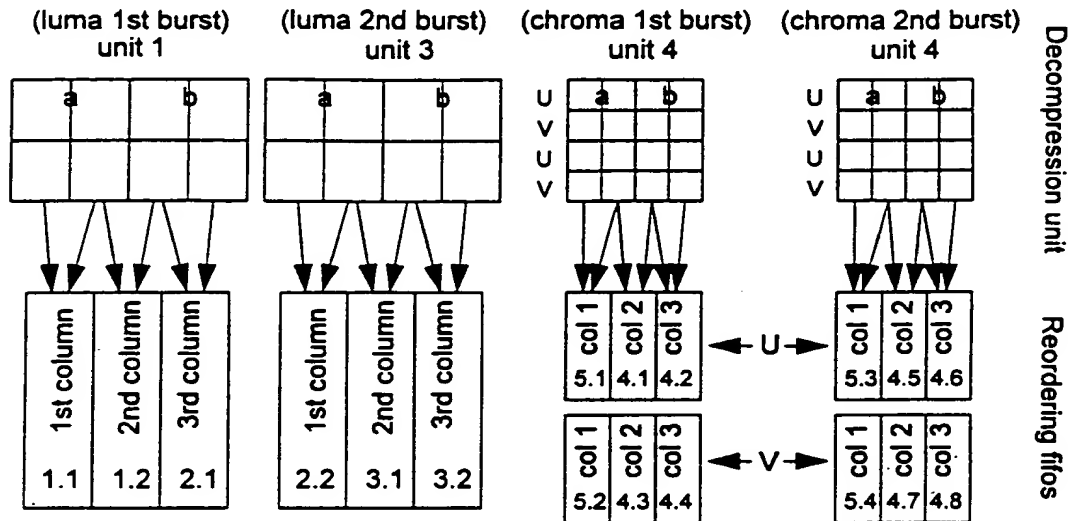 (luma 1st burst) (luma 2nd burst) (chroma 1st burst) (chroma 2nd burst)
unit 1 unit 3 unit 4 unit 4
a b a b U a b U a b
V V
U U
V V
Decompression unit
1st column 2nd column 3rd column
1.1 1.2 2.1
1st column 2nd column 3rd column
2.2 3.1 3.2
col 1 col 2 col 3 U col 1 col 2 col 3
5.1 4.1 4.2 5.3 4.5 4.6
col 1 col 2 col 3 V col 1 col 2 col 3
5.2 4.3 4.4 5.4 4.7 4.8
Reordering fifos